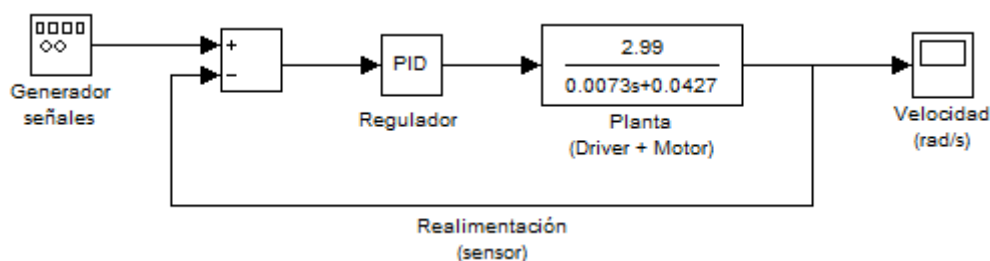 +
−
Generador
señales
PID
Regulador
2.99
0.0073s+0.0427
Planta
(Driver + Motor)
Velocidad
(rad/s)
Realimentación
(sensor)